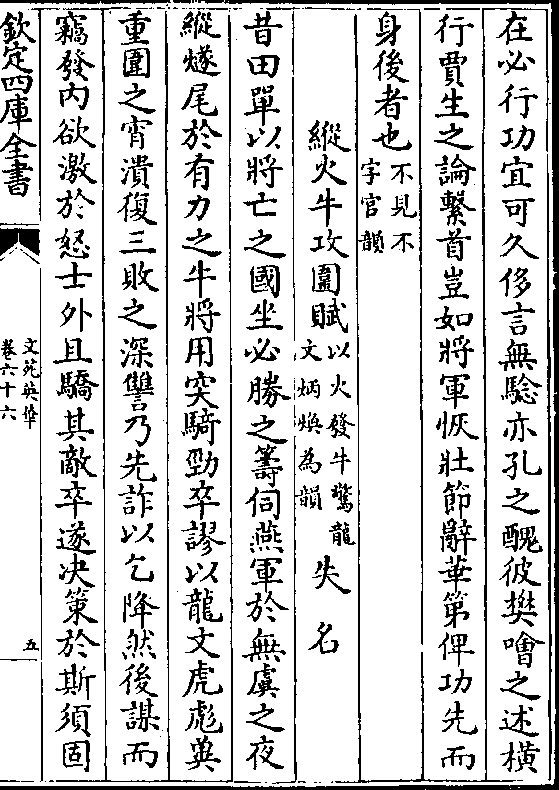 在必行功宜可久侈言無騐亦孔之醜彼樊噲之述橫
行賈生之論繫首豈如將軍恢壯節辭華第俾功先而
身後者也不見不
字官韻
縱火牛攻圍賦以火發牛驚龍
文炳煥為韻
失名
昔田單以將亡之國坐必勝之籌伺燕軍於無虞之夜
縱燧尾於有力之牛將用突騎勁卒謬以龍文虎彪㷼
重圍之宵潰復三敗之深讐乃先詐以乞降然後謀而
竊發內欲激於怒士外且驕其敵卒遂决策於斯須固
欽定四庫全書
文苑英華
卷六十六
五